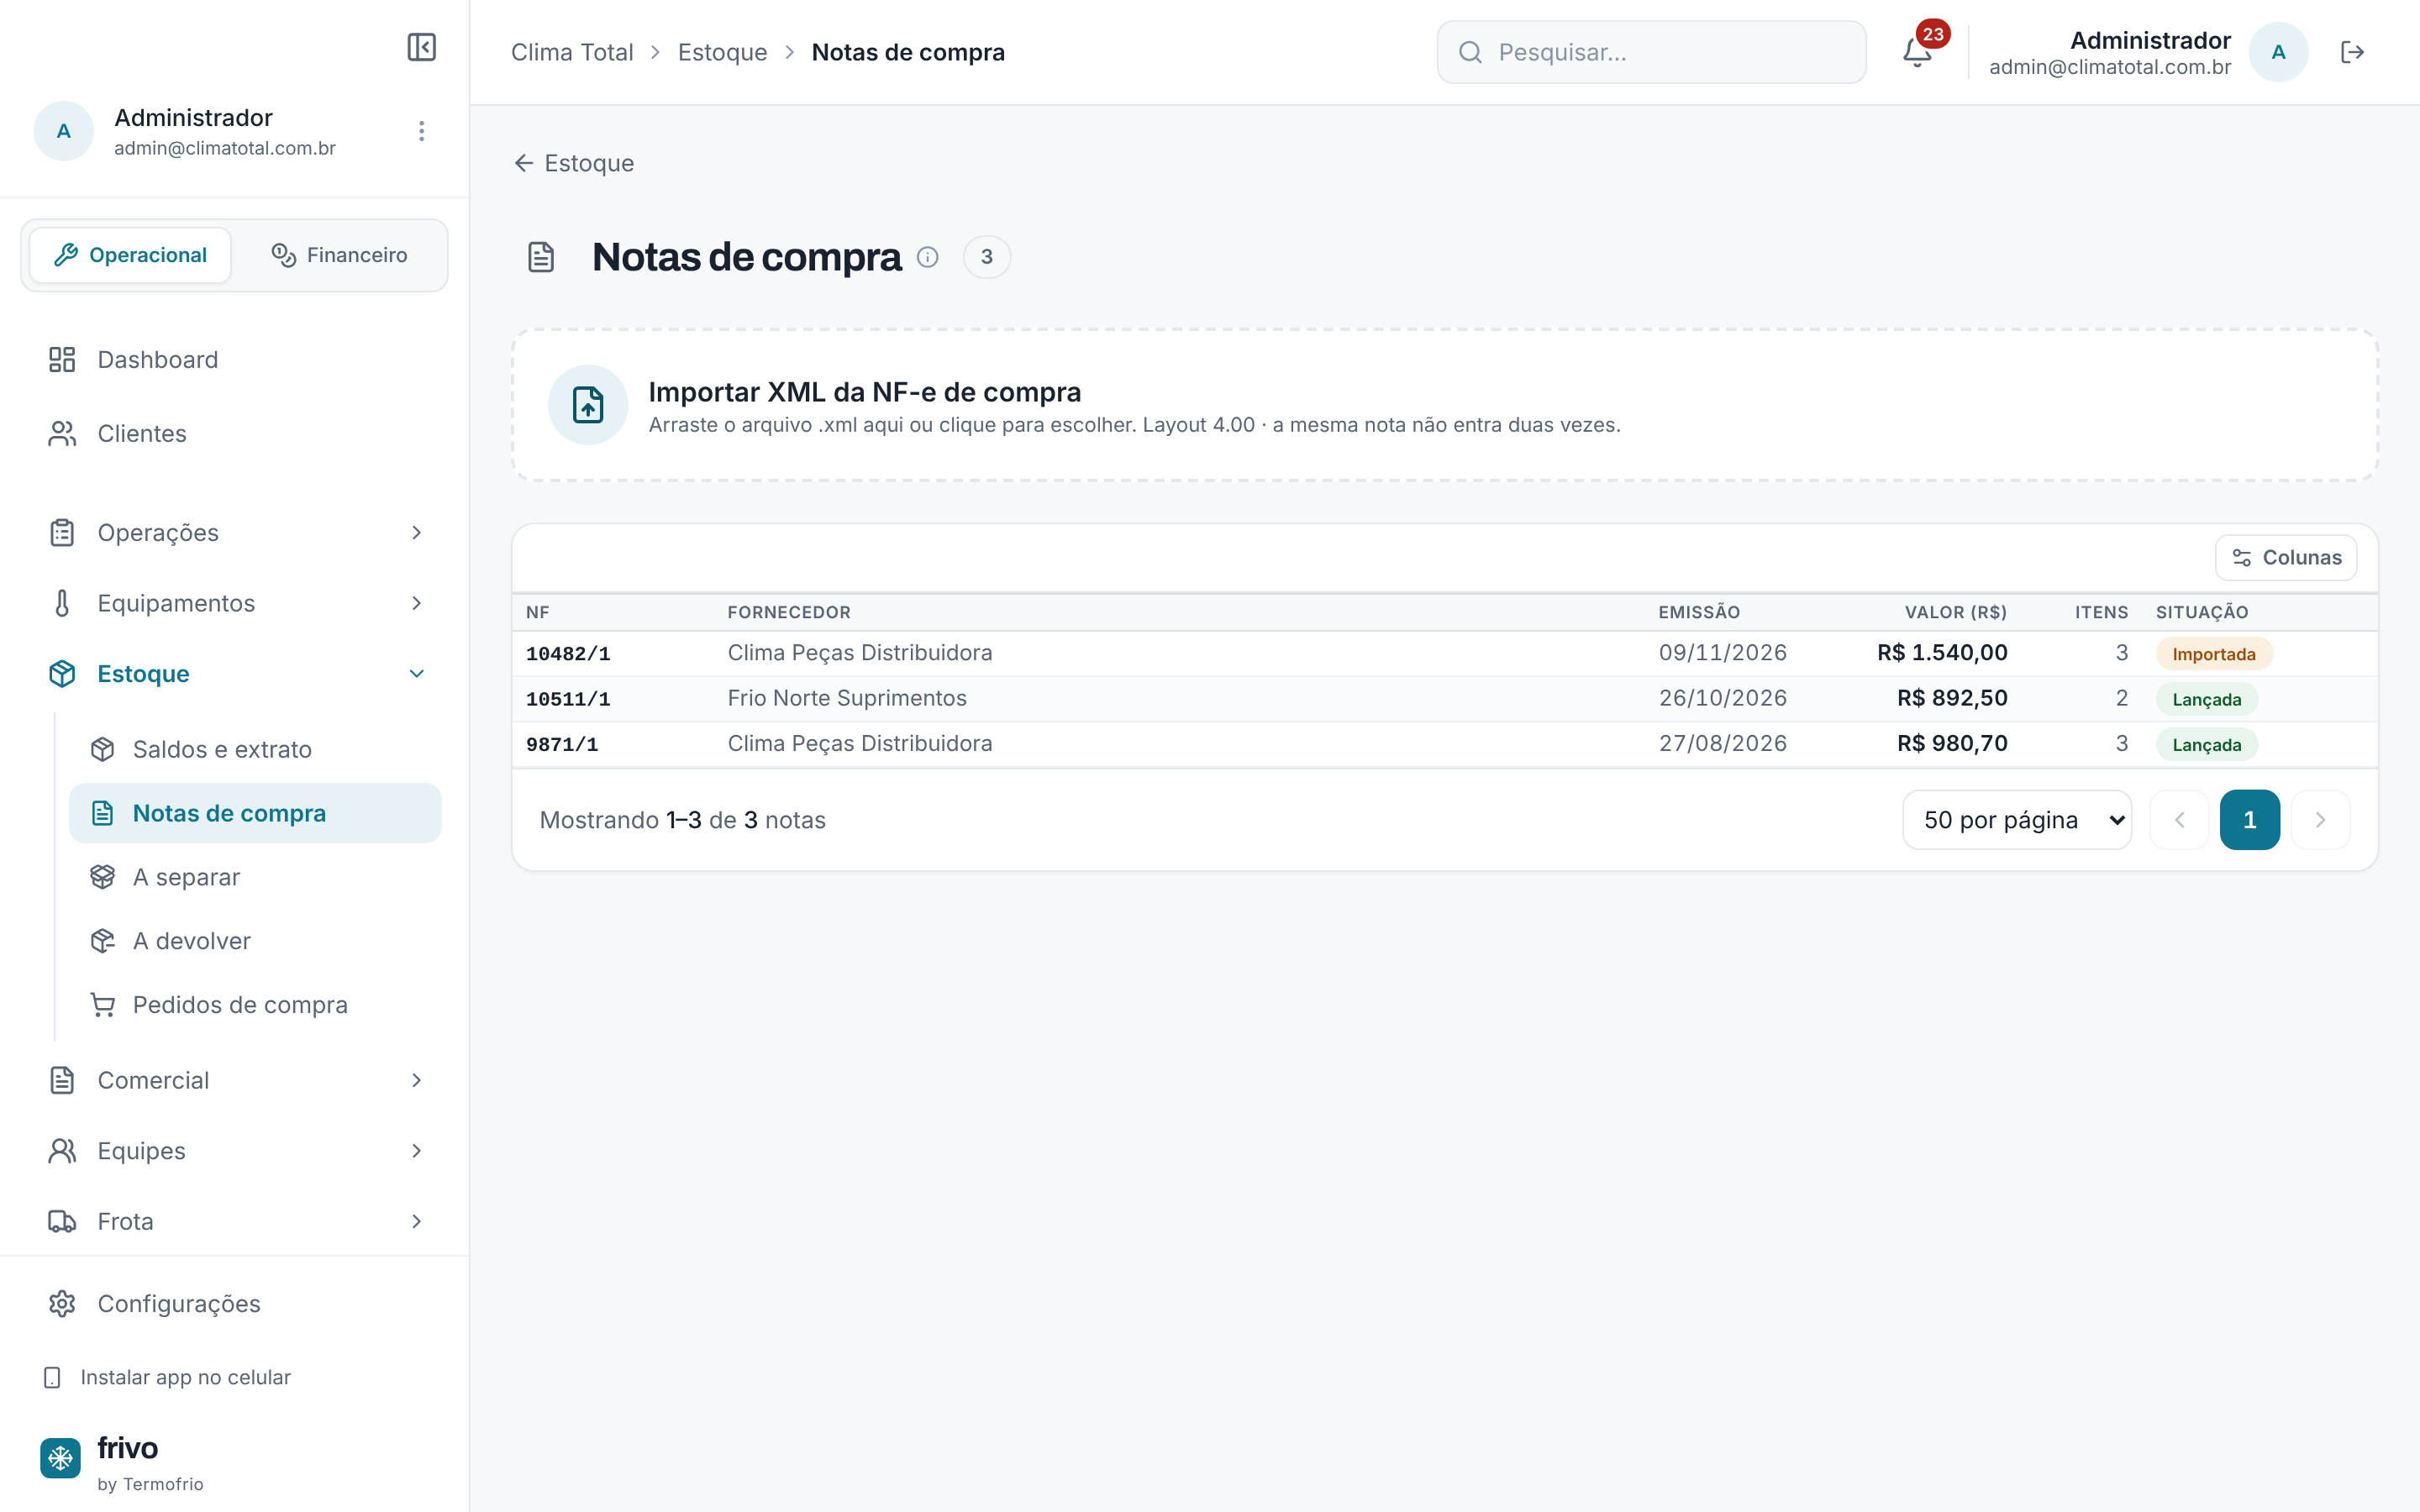 Administrador
admin@climatotal.com.br
A
Operacional
Financeiro
Dashboard
Clientes
Operações
Equipamentos
Estoque
Saldos e extrato
Notas de compra
A separar
A devolver
Pedidos de compra
Comercial
Equipes
Frota
Configurações
Instalar app no celular
frivo
by Termofrio
Clima Total > Estoque > Notas de compra
Pesquisar...
23
Administrador
admin@climatotal.com.br
A
← Estoque
Notas de compra 3
Importar XML da NF-e de compra
Arraste o arquivo .xml aqui ou clique para escolher. Layout 4.00 · a mesma nota não entra duas vezes.
Colunas
NF FORNECEDOR EMISSÃO VALOR (R$) ITENS SITUAÇÃO
10482/1 Clima Peças Distribuidora 09/11/2026 R$ 1.540,00 3 Importada
10511/1 Frio Norte Suprimentos 26/10/2026 R$ 892,50 2 Lançada
9871/1 Clima Peças Distribuidora 27/08/2026 R$ 980,70 3 Lançada
Mostrando 1–3 de 3 notas
50 por página
1